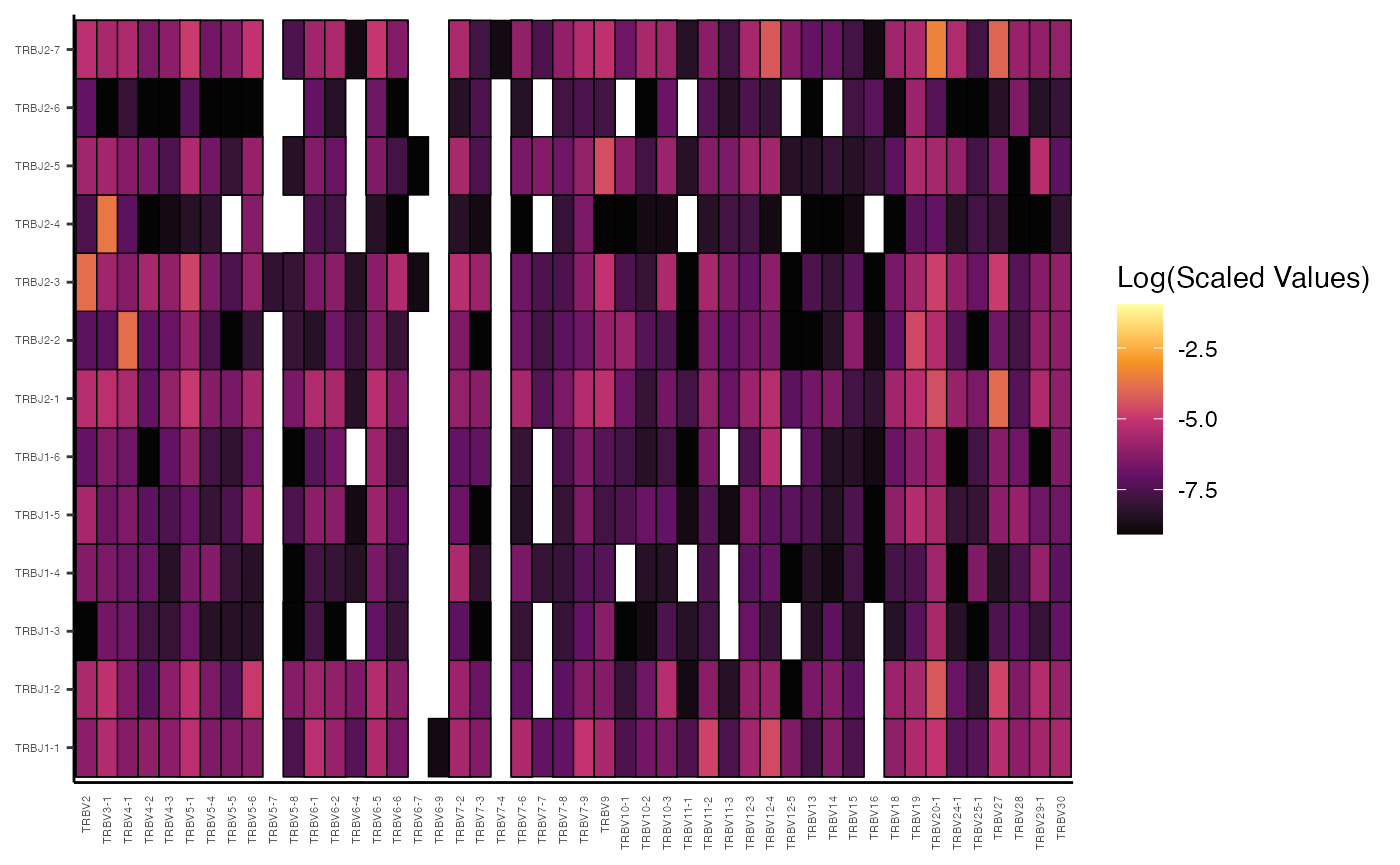 TRBJ2-7
TRBJ2-6
TRBJ2-5
TRBJ2-4
TRBJ2-3
TRBJ2-2
TRBJ2-1
TRBJ1-6
TRBJ1-5
TRBJ1-4
TRBJ1-3
TRBJ1-2
TRBJ1-1
TRBV2
TRBV3-1
TRBV4-1
TRBV4-2
TRBV4-3
TRBV5-1
TRBV5-4
TRBV5-5
TRBV5-6
TRBV5-7
TRBV5-8
TRBV6-1
TRBV6-2
TRBV6-4
TRBV6-5
TRBV6-6
TRBV6-7
TRBV6-9
TRBV7-2
TRBV7-3
TRBV7-4
TRBV7-6
TRBV7-7
TRBV7-8
TRBV7-9
TRBV9
TRBV10-1
TRBV10-2
TRBV10-3
TRBV11-1
TRBV11-2
TRBV11-3
TRBV12-3
TRBV12-4
TRBV12-5
TRBV13
TRBV14
TRBV15
TRBV16
TRBV18
TRBV19
TRBV20-1
TRBV24-1
TRBV25-1
TRBV27
TRBV28
TRBV29-1
TRBV30
Log(Scaled Values)
-2.5
-5.0
-7.5